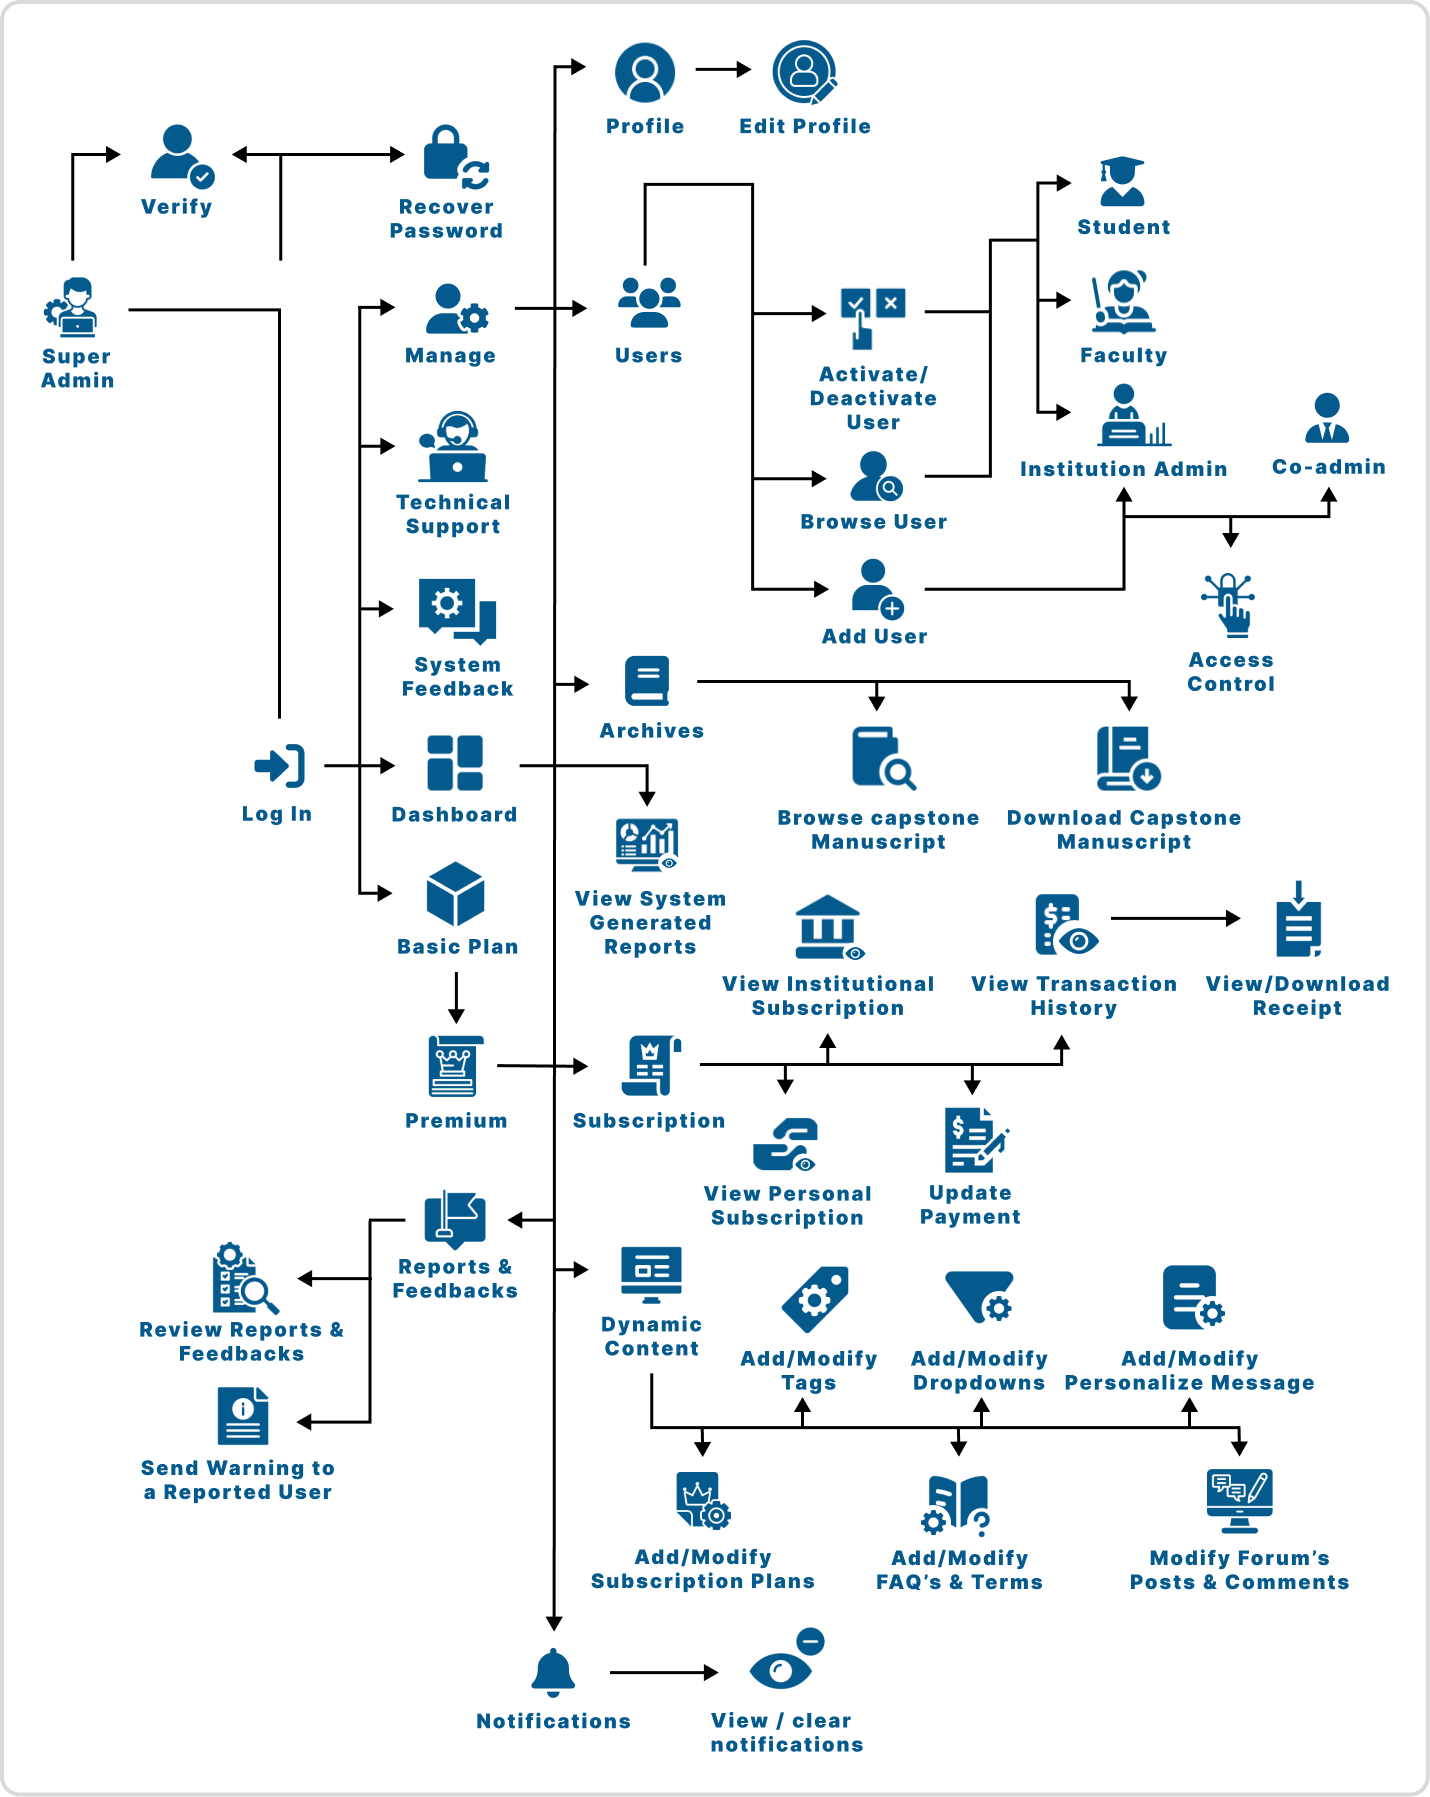 Profile
Edit Profile
Verify
Recover
Password
Student
Super
Admin
Manage
Users
Activate/
Deactivate
User
Faculty
Institution Admin
Co-admin
Technical
Support
Browse User
Add User
System
Feedback
Access
Control
Archives
Log In
Dashboard
Browse capstone
Manuscript
Download Capstone
Manuscript
View System
Generated
Reports
Basic Plan
View Institutional
Subscription
View Transaction
History
View/Download
Receipt
Premium
Subscription
View Personal
Subscription
Update
Payment
Reports &
Feedbacks
Review Reports &
Feedbacks
Dynamic
Content
Add/Modify
Tags
Add/Modify
Dropdowns
Add/Modify
Personalize Message
Send Warning to
a Reported User
Add/Modify
Subscription Plans
Add/Modify
FAQ's & Terms
Modify Forum's
Posts & Comments
Notifications
View / clear
notifications